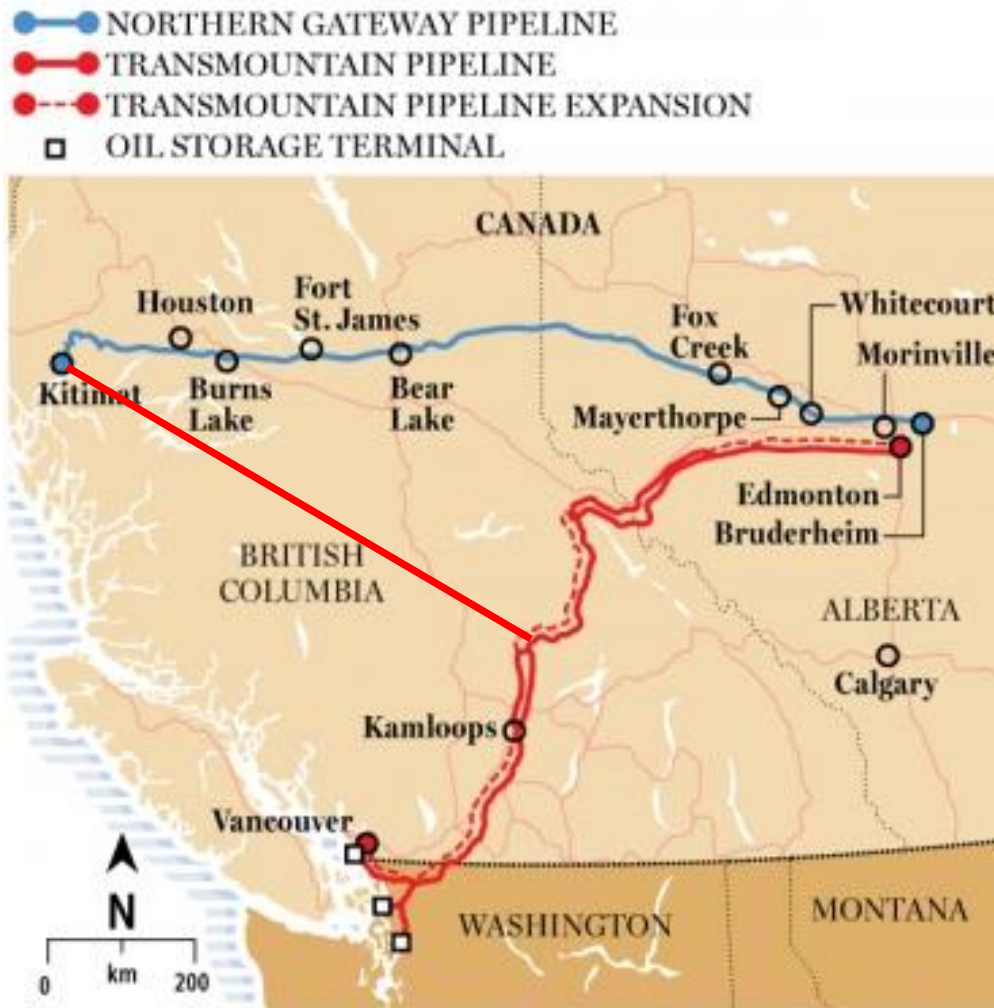 NORTHERN GATEWAY PIPELINE
TRANSMOUNTAIN PIPELINE
TRANSMOUNTAIN PIPELINE EXPANSION
OIL STORAGE TERMINAL
CANADA
Houston
Fort
St. James
Whitecourt
Fox
Creek
Morinville
Kitimat
Burns
Lake
Bear
Lake
Mayerthorpe
Edmonton
Bruderheim
BRITISH
COLUMBIA
ALBERTA
Calgary
Kamloops
Vancouver
N
WASHINGTON
MONTANA
0 km 200